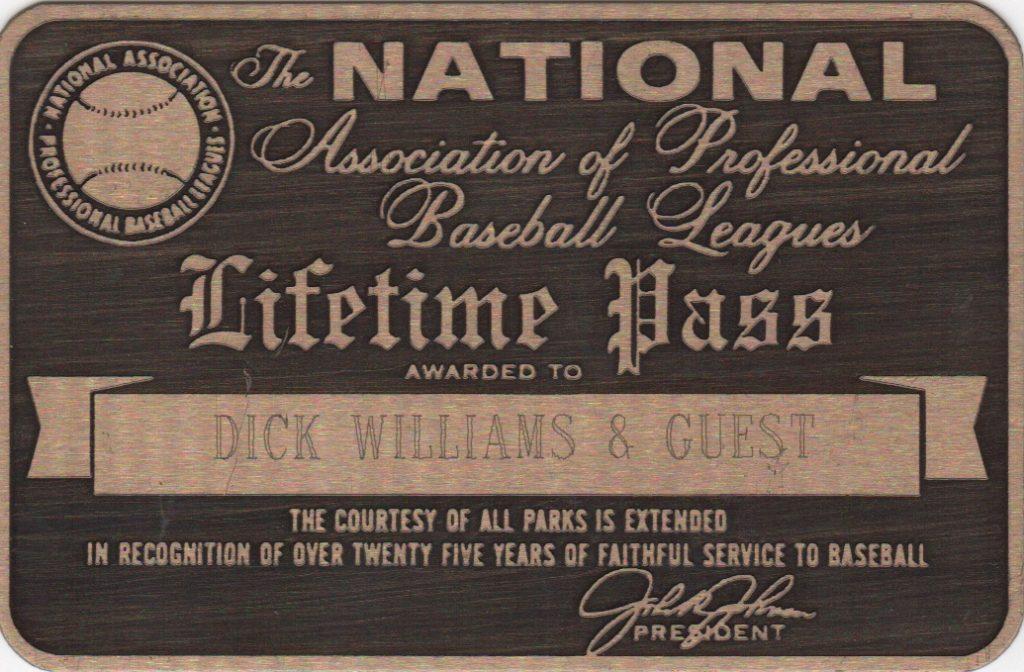 NATIONAL ASSOCIATION
· PROFESSIONAL BASEBALL LEAGUES ·
The NATIONAL
Association of Professional
Baseball Leagues
Lifetime Pass
AWARDED TO
DICK WILLIAMS & GUEST
THE COURTESY OF ALL PARKS IS EXTENDED
IN RECOGNITION OF OVER TWENTY FIVE YEARS OF FAITHFUL SERVICE TO BASEBALL
PRESIDENT